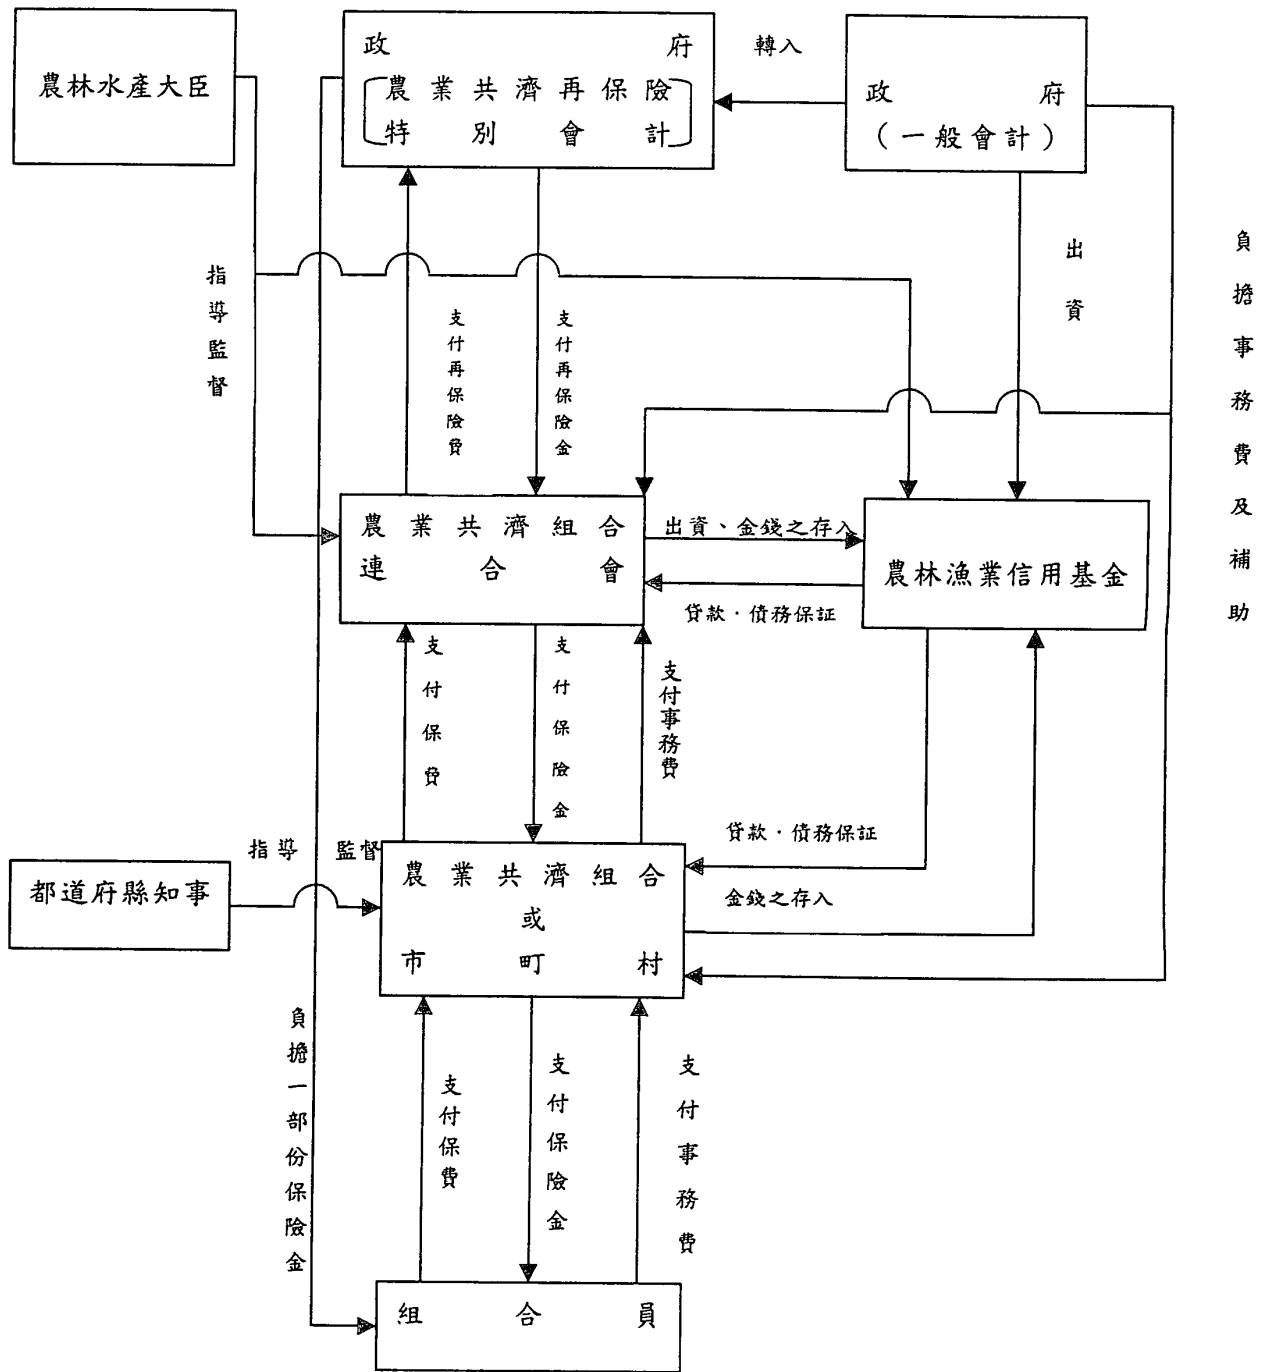 農林水產大臣
政府
農業共濟再保險
特別會計
轉入
政府
（一般會計）
指導監督
支付再保險費
支付再保險金
出資
負擔事務費及補助
農業共濟組合
連合會
出資、金錢之存入
貸款·債務保証
農林漁業信用基金
支付保費
支付保險金
支付事務費
貸款·債務保証
金錢之存入
指導 監督
都道府縣知事
農業共濟組合
或
市町村
負擔一部份保險金
支付保費
支付保險金
支付事務費
組合員